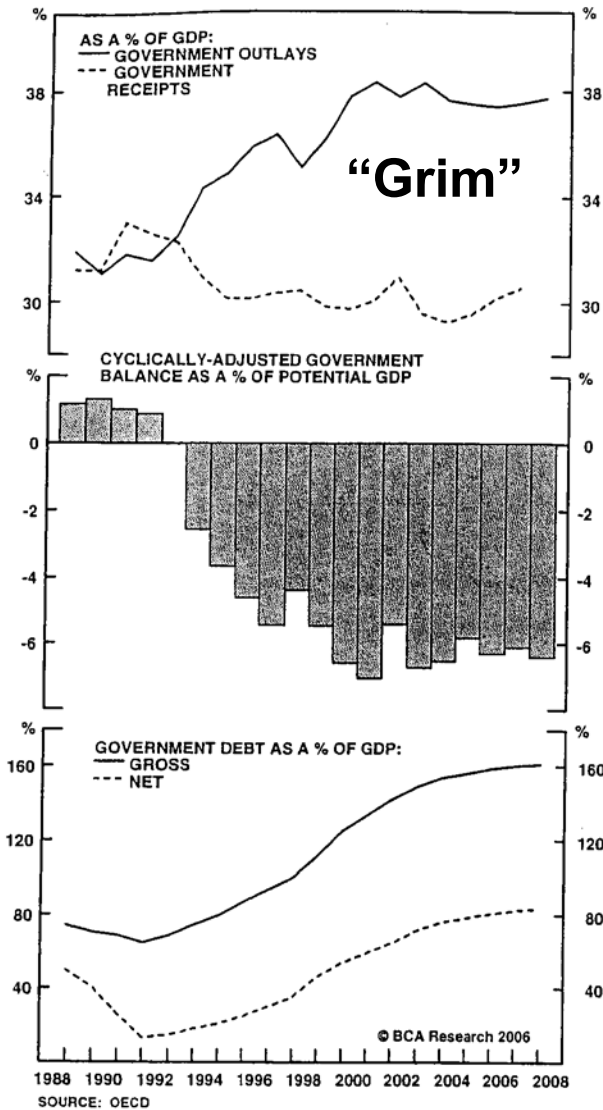 %
%
AS A % OF GDP:
GOVERNMENT OUTLAYS
GOVERNMENT
RECEIPTS
38
38
“Grim”
34
34
30
30
%
CYCLICALLY-ADJUSTED GOVERNMENT
BALANCE AS A % OF POTENTIAL GDP
%
0
0
-2
-2
-4
-4
-6
-6
%
%
GOVERNMENT DEBT AS A % OF GDP:
GROSS
NET
160
160
120
120
80
80
40
40
© BCA Research 2006
1988 1990 1992 1994 1996 1998 2000 2002 2004 2006 2008
SOURCE: OECD